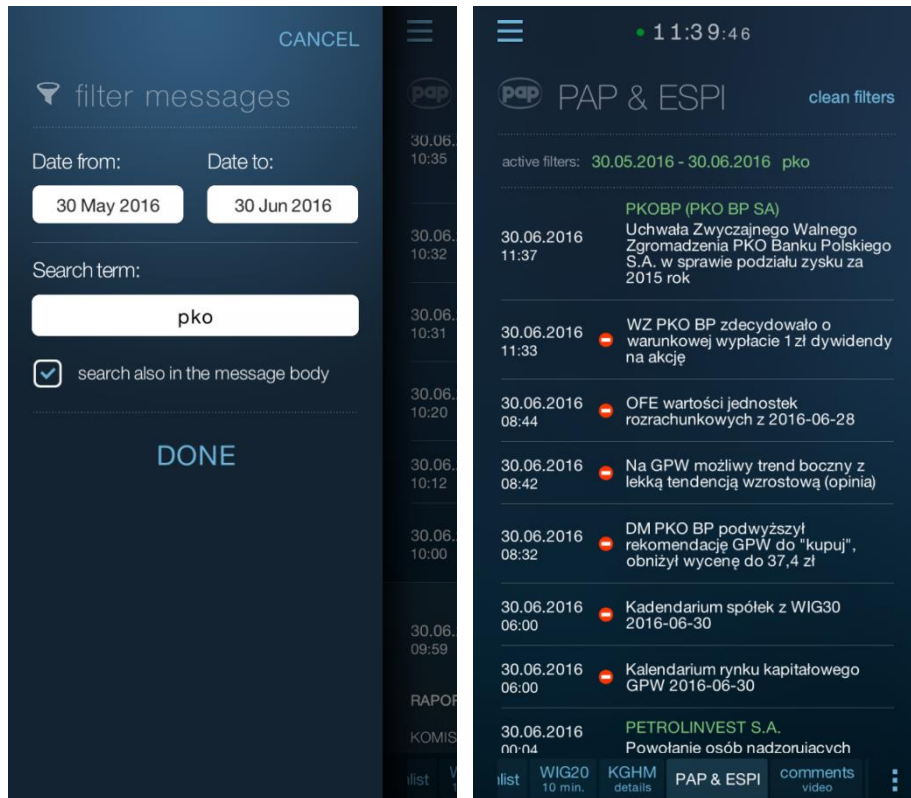 CANCEL
filter messages
Date from:
Date to:
30 May 2016
30 Jun 2016
Search term:
pko
search also in the message body
DONE
pap
30.06.
10:35
30.06.
10:32
30.06.
10:31
30.06.
10:20
30.06.
10:12
30.06.
10:00
30.06.
09:59
RAPOR
KOMIS
list
11:39:46
pap PAP & ESPI
clean filters
active filters: 30.05.2016 - 30.06.2016 pko
30.06.2016
11:37
PKOBP (PKO BP SA)
Uchwała Zwyczajnego Walnego
Zgromadzenia PKO Banku Polskiego
S.A. w sprawie podziału zysku za
2015 rok
30.06.2016
11:33
WZ PKO BP zdecydowało o
warunkowej wypłacie 1 zł dywidendy
na akcję
30.06.2016
08:44
OFE wartości jednostek
rozrachunkowych z 2016-06-28
30.06.2016
08:42
Na GPW możliwy trend boczny z
lekką tendencją wzrostową (opinia)
30.06.2016
08:32
DM PKO BP podwyższył
rekomendację GPW do "kupuj",
obniżył wycenę do 37,4 zł
30.06.2016
06:00
Kadendarium spółek z WIG30
2016-06-30
30.06.2016
06:00
Kalendarium rynku kapitałowego
GPW 2016-06-30
30.06.2016
00:04
PETROLINVEST S.A.
Powołanie osób nadzorujących
list
WIG20
10 min.
KGHM
details
PAP & ESPI
comments
video